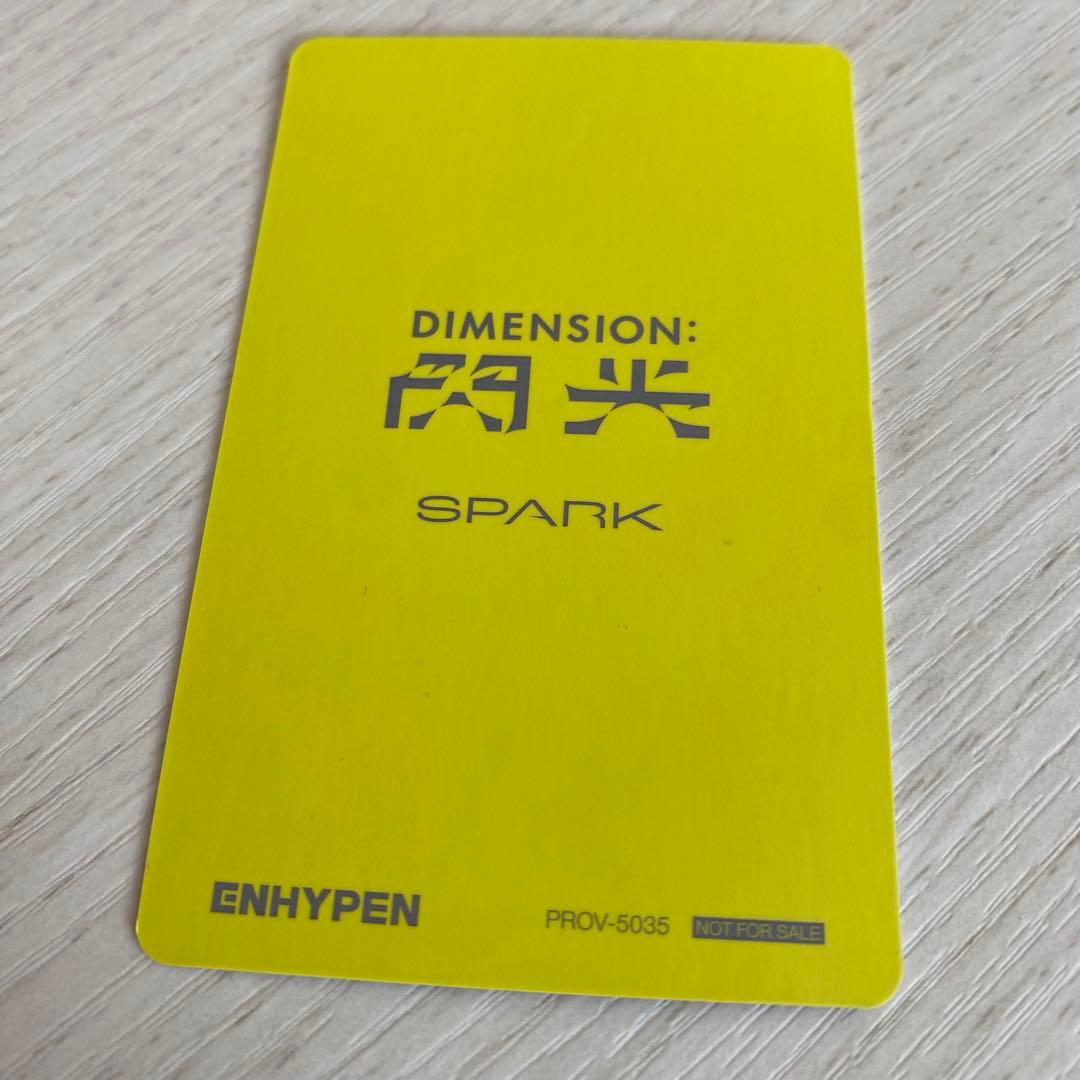 DIMENSION:
閃光
SPARK
ENHYPEN
PROV-5035 NOT FOR SALE